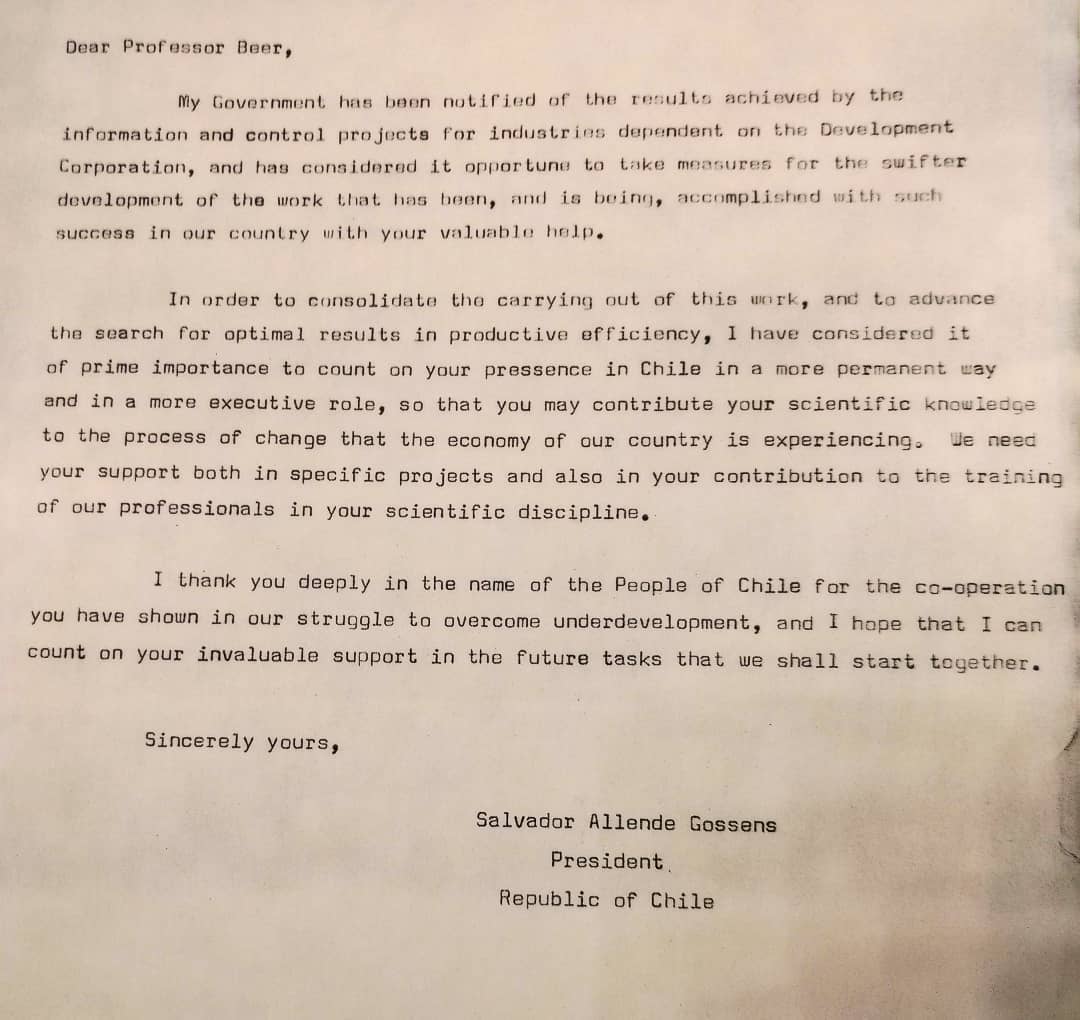 Dear Professor Beer,
My Government has been notified of the results achieved by the
information and control projects for industries dependent on the Development
Corporation, and has considered it opportune to take measures for the swifter
development of the work that has been, and is being, accomplished with such
success in our country with your valuable help.
In order to consolidate the carrying out of this work, and to advance
the search for optimal results in productive efficiency, I have considered it
of prime importance to count on your pressence in Chile in a more permanent way
and in a more executive role, so that you may contribute your scientific knowledge
to the process of change that the economy of our country is experiencing. We need
your support both in specific projects and also in your contribution to the training
of our professionals in your scientific discipline.
I thank you deeply in the name of the People of Chile for the co-operation
you have shown in our struggle to overcome underdevelopment, and I hope that I can
count on your invaluable support in the future tasks that we shall start together.
Sincerely yours,
Salvador Allende Gossens
President
Republic of Chile